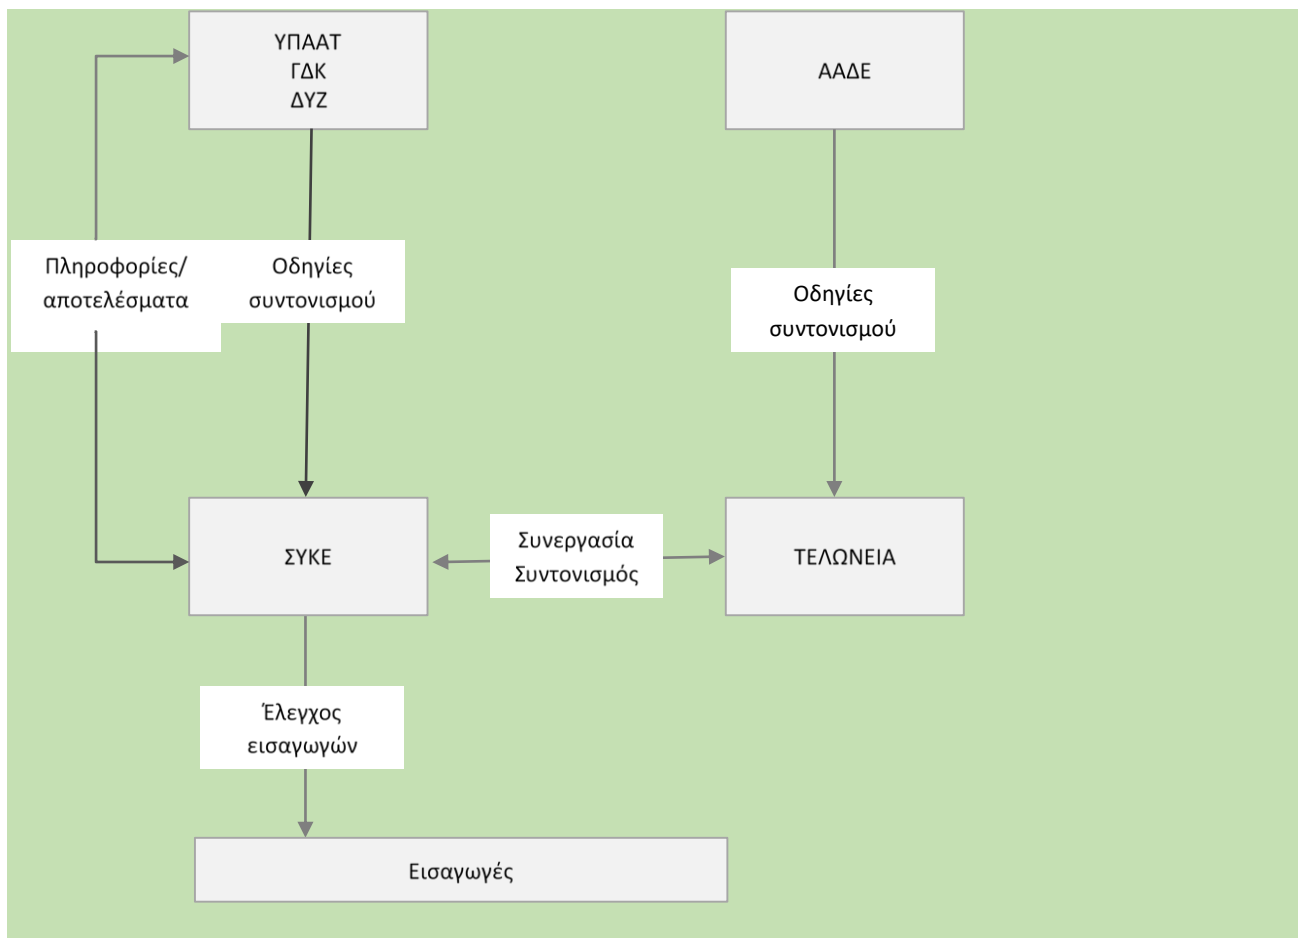 ΥΠΑΑΤ
ΓΔΚ
ΔΥΖ
ΑΑΔΕ
Πληροφορίες/
αποτελέσματα
Οδηγίες
συντονισμού
Οδηγίες
συντονισμού
ΣΥΚΕ
Συνεργασία
Συντονισμός
ΤΕΛΩΝΕΙΑ
Έλεγχος
εισαγωγών
Εισαγωγές